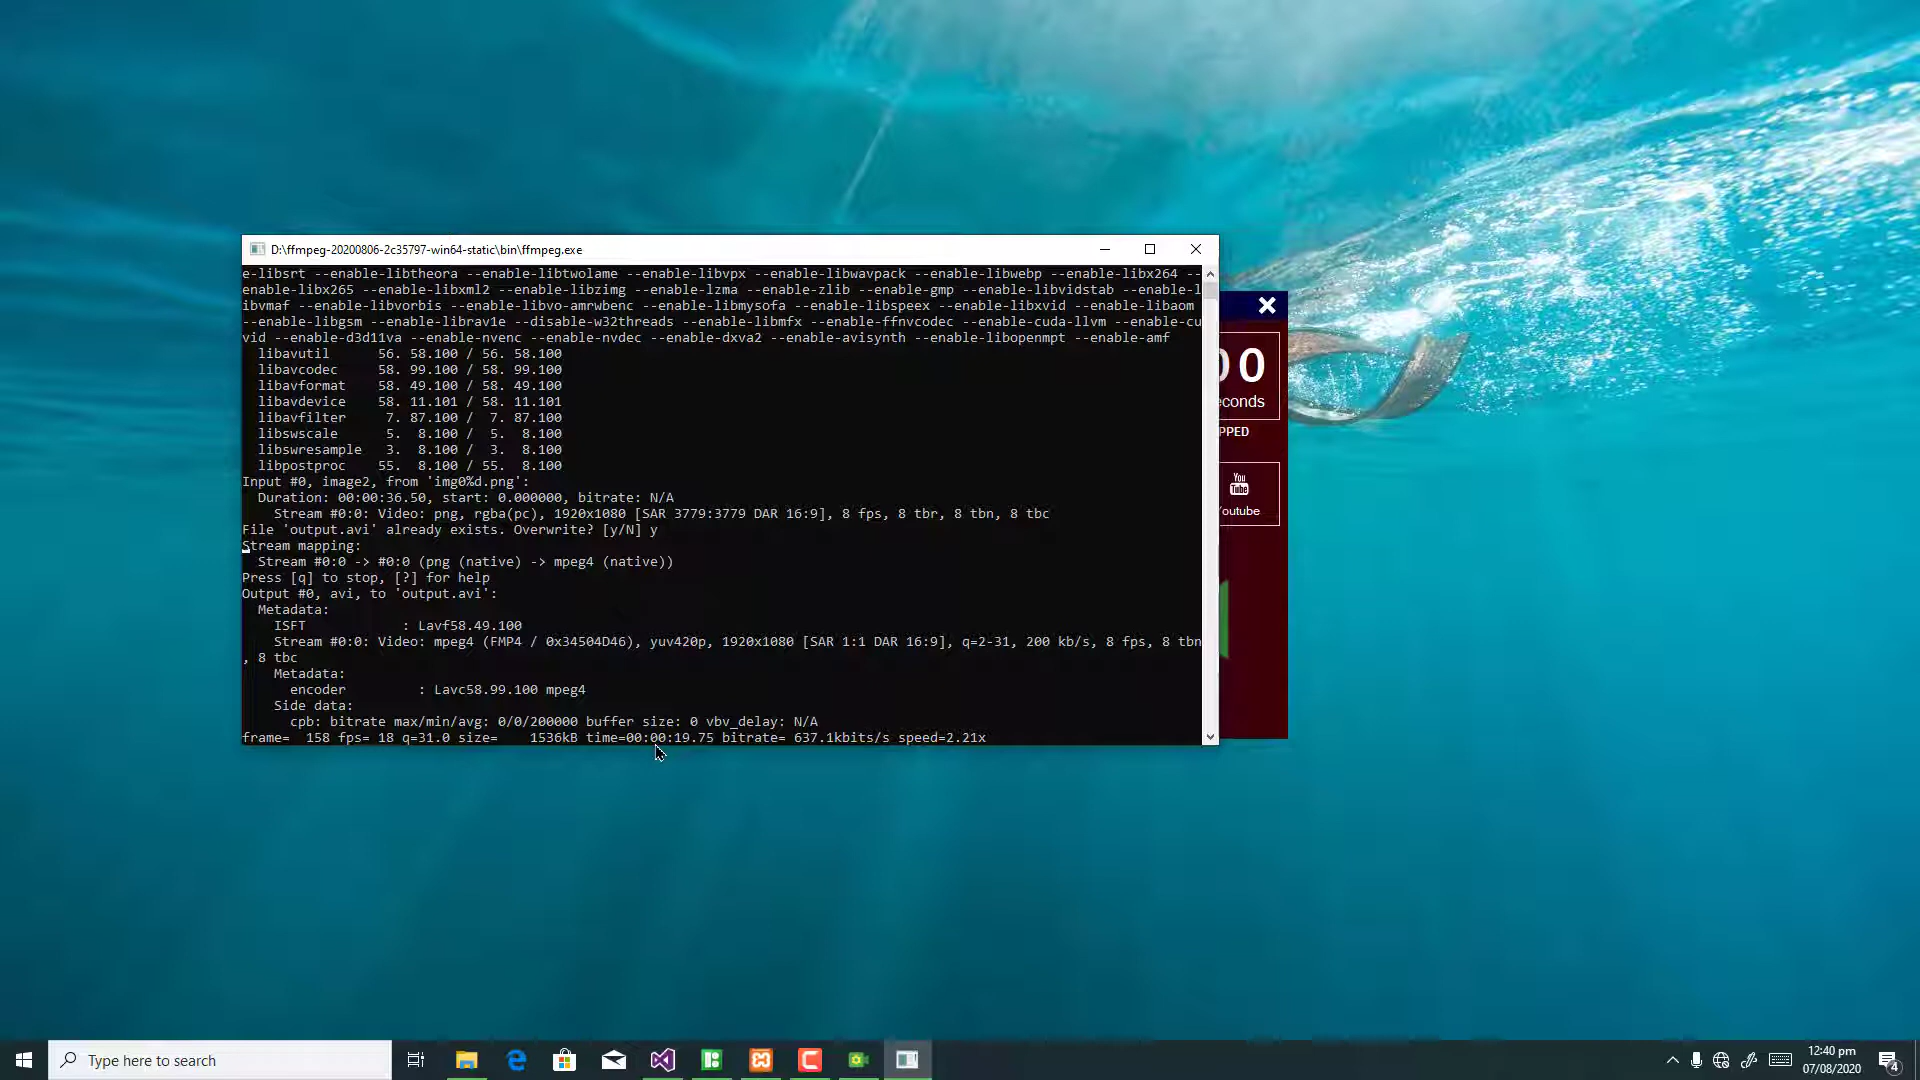 D:\ffmpeg-20200806-2c35797-win64-static\bin\ffmpeg.exe
e-libsrt --enable-libtheora --enable-libtwolame --enable-libvpx --enable-libwavpack --enable-libwebp --enable-libx264 --
enable-libx265 --enable-libxml2 --enable-libzimg --enable-lzma --enable-zlib --enable-gmp --enable-libvidstab --enable-l
ibvmaf --enable-libvorbis --enable-libvo-amrwbenc --enable-libmysofa --enable-libspeex --enable-libxvid --enable-libaom
--enable-libgsm --enable-librav1e --disable-w32threads --enable-libmfx --enable-ffnvcodec --enable-cuda-llvm --enable-cu
vid --enable-d3d11va --enable-nvenc --enable-nvdec --enable-dxva2 --enable-avisynth --enable-libopenmpt --enable-amf
libavutil 56. 58.100 / 56. 58.100
libavcodec 58. 99.100 / 58. 99.100
libavformat 58. 49.100 / 58. 49.100
libavdevice 58. 11.101 / 58. 11.101
libavfilter 7. 87.100 / 7. 87.100
libswscale 5. 8.100 / 5. 8.100
libswresample 3. 8.100 / 3. 8.100
libpostproc 55. 8.100 / 55. 8.100
Input #0, image2, from 'img0%d.png':
Duration: 00:00:36.50, start: 0.000000, bitrate: N/A
Stream #0:0: Video: png, rgba(pc), 1920x1080 [SAR 3779:3779 DAR 16:9], 8 fps, 8 tbr, 8 tbn, 8 tbc
File 'output.avi' already exists. Overwrite? [y/N] y
Stream mapping:
Stream #0:0 -> #0:0 (png (native) -> mpeg4 (native))
Press [q] to stop, [?] for help
Output #0, avi, to 'output.avi':
Metadata:
ISFT : Lavf58.49.100
Stream #0:0: Video: mpeg4 (FMP4 / 0x34504D46), yuv420p, 1920x1080 [SAR 1:1 DAR 16:9], q=2-31, 200 kb/s, 8 fps, 8 tbn
, 8 tbc
Metadata:
encoder : Lavc58.99.100 mpeg4
Side data:
cpb: bitrate max/min/avg: 0/0/200000 buffer size: 0 vbv_delay: N/A
frame= 158 fps= 18 q=31.0 size= 1536kB time=00:00:19.75 bitrate= 637.1kbits/s speed=2.21x
00
econds
PPED
You
Tube
outube
Type here to search
12:40 pm
07/08/2020
4